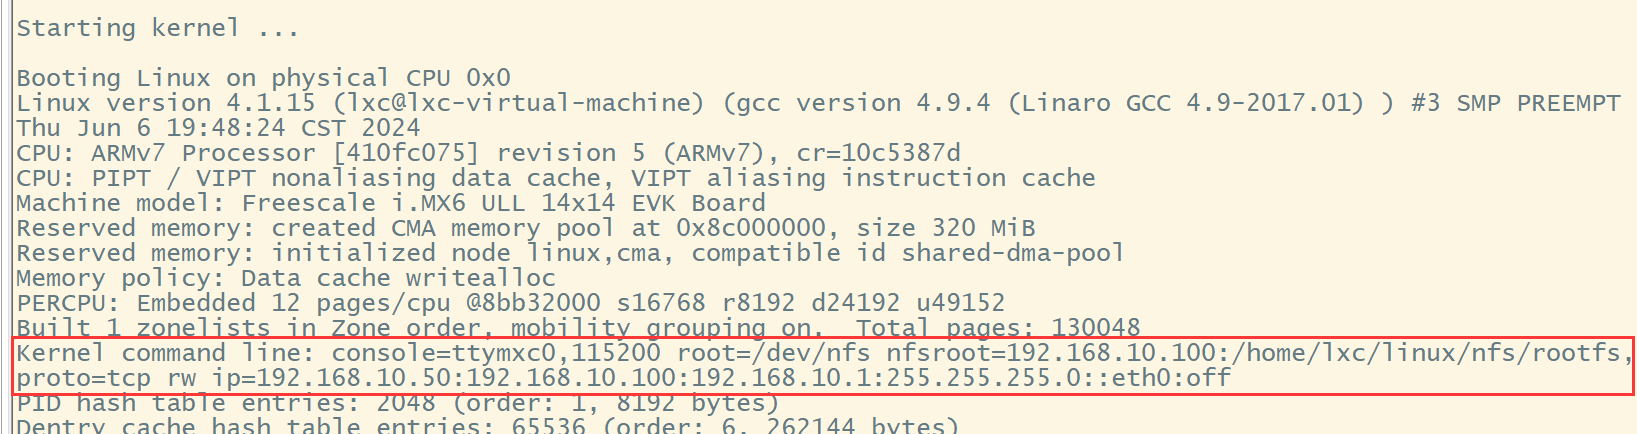 Starting kernel ...
Booting Linux on physical CPU 0x0
Linux version 4.1.15 (lxc@lxc-virtual-machine) (gcc version 4.9.4 (Linaro GCC 4.9-2017.01) ) #3 SMP PREEMPT
Thu Jun 6 19:48:24 CST 2024
CPU: ARMv7 Processor [410fc075] revision 5 (ARMv7), cr=10c5387d
CPU: PIPT / VIPT nonaliasing data cache, VIPT aliasing instruction cache
Machine model: Freescale i.MX6 ULL 14x14 EVK Board
Reserved memory: created CMA memory pool at 0x8c000000, size 320 MiB
Reserved memory: initialized node linux,cma, compatible id shared-dma-pool
Memory policy: Data cache writealloc
PERCPU: Embedded 12 pages/cpu @8bb32000 s16768 r8192 d24192 u49152
Built 1 zonelists in Zone order, mobility grouping on.  Total pages: 130048
Kernel command line: console=ttymxc0,115200 root=/dev/nfs nfsroot=192.168.10.100:/home/lxc/linux/nfs/rootfs,
proto=tcp rw ip=192.168.10.50:192.168.10.100:192.168.10.1:255.255.255.0::eth0:off
PID hash table entries: 2048 (order: 1, 8192 bytes)
Dentry cache hash table entries: 65536 (order: 6, 262144 bytes)